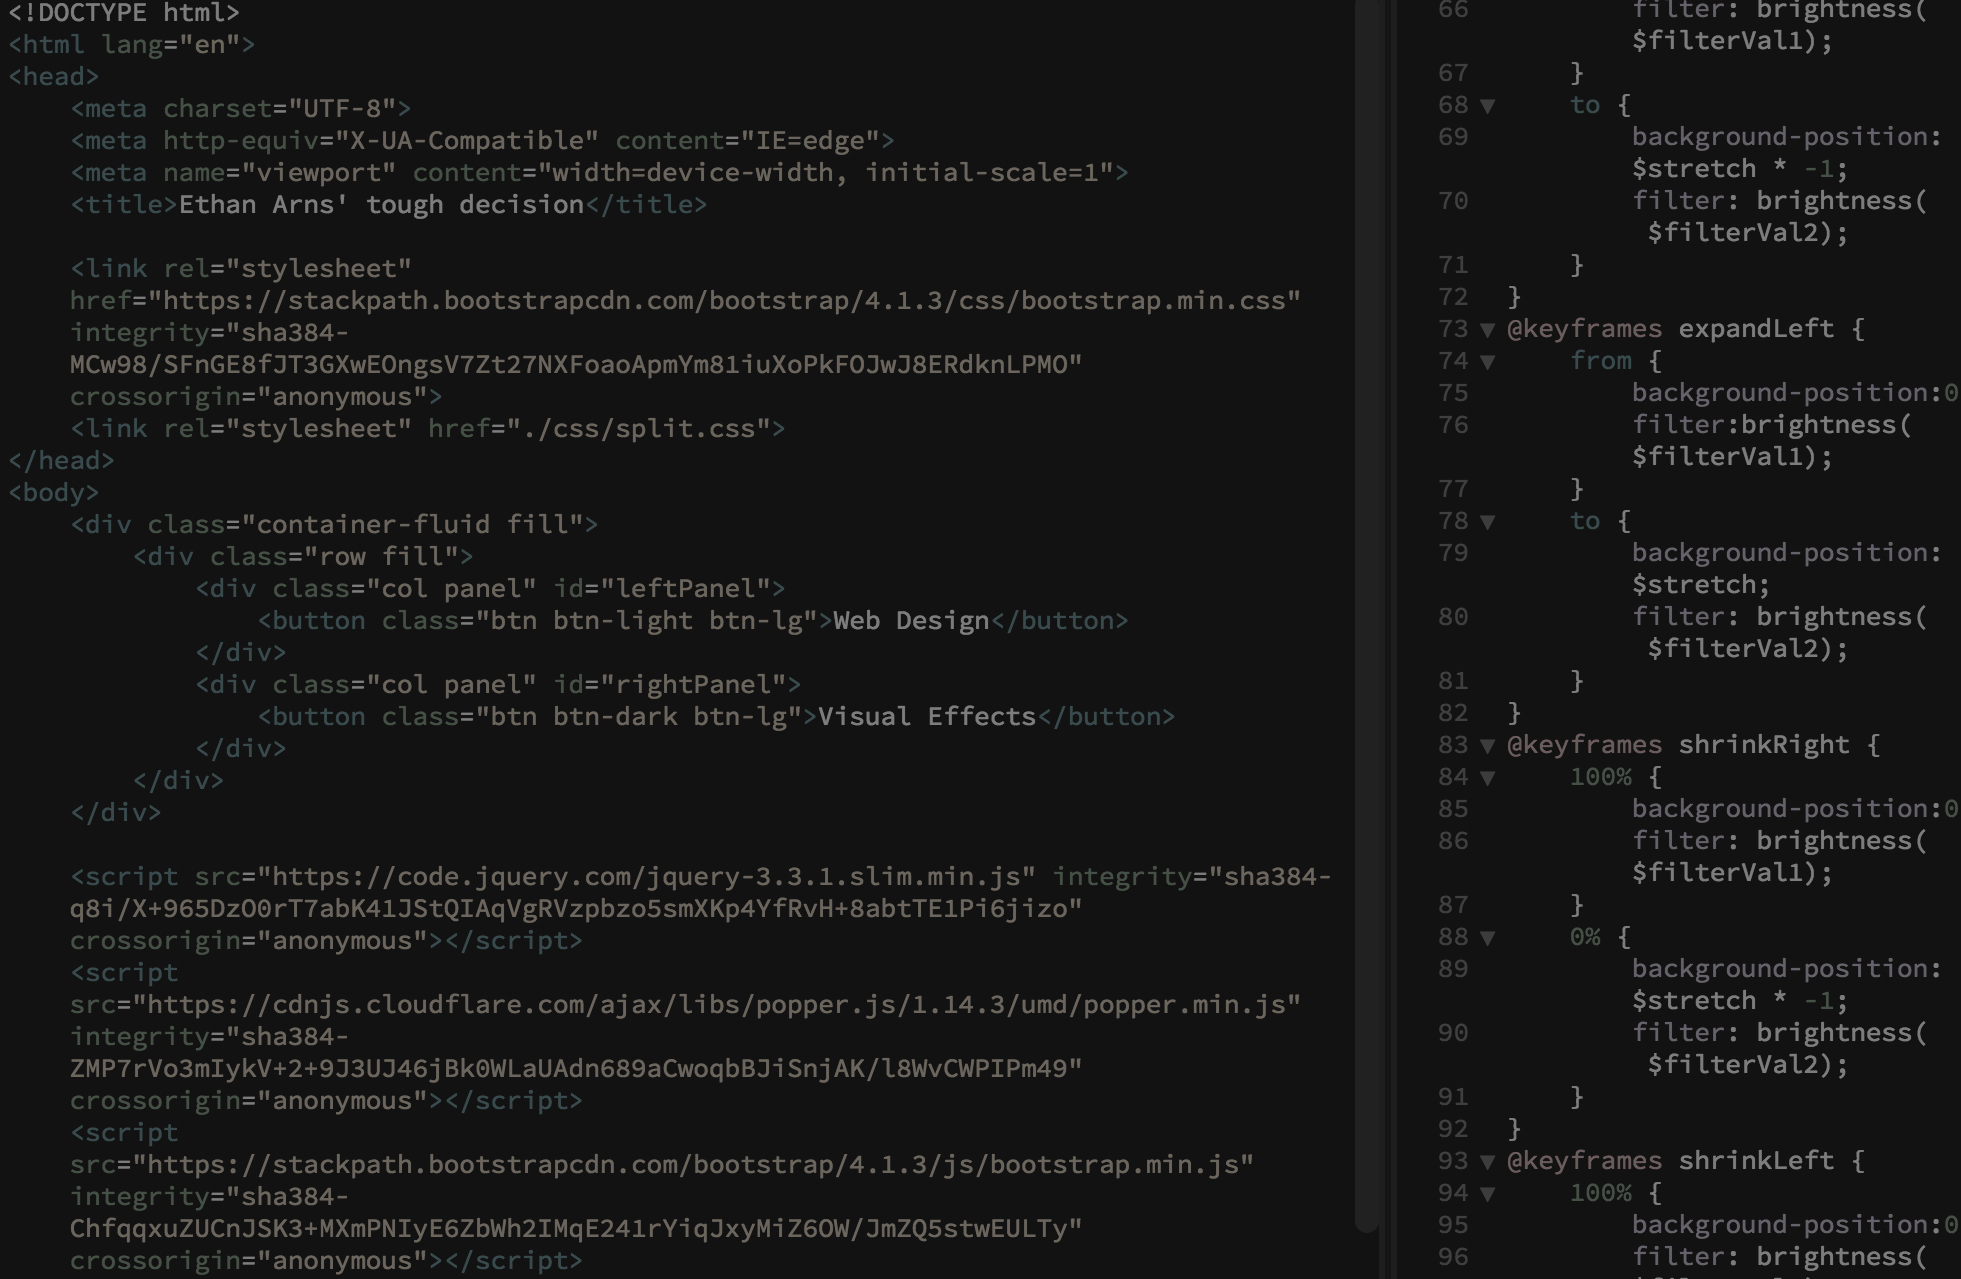 <!DOCTYPE html>
<html lang="en">
<head>
    <meta charset="UTF-8">
    <meta http-equiv="X-UA-Compatible" content="IE=edge">
    <meta name="viewport" content="width=device-width, initial-scale=1">
    <title>Ethan Arns' tough decision</title>
    <link rel="stylesheet"
    href="https://stackpath.bootstrapcdn.com/bootstrap/4.1.3/css/bootstrap.min.css"
    integrity="sha384-
    MCw98/SFnGE8fJT3GXwEOngsV7Zt27NXFoaoApmYm81iuXoPkFOJwJ8ERdknLPMO"
    crossorigin="anonymous">
    <link rel="stylesheet" href="./css/split.css">
</head>
<body>
    <div class="container-fluid fill">
        <div class="row fill">
            <div class="col panel" id="leftPanel">
                <button class="btn btn-light btn-lg">Web Design</button>
            </div>
            <div class="col panel" id="rightPanel">
                <button class="btn btn-dark btn-lg">Visual Effects</button>
            </div>
        </div>
    </div>
    <script src="https://code.jquery.com/jquery-3.3.1.slim.min.js" integrity="sha384-
    q8i/X+965DzO0rT7abK41JStQIAqVgRVzpbzo5smXKp4YfRvH+8abtTE1Pi6jizo"
    crossorigin="anonymous"></script>
    <script
    src="https://cdnjs.cloudflare.com/ajax/libs/popper.js/1.14.3/umd/popper.min.js"
    integrity="sha384-
    ZMP7rVo3mIykV+2+9J3UJ46jBk0WLaUAdn689aCwoqbBJiSnjAK/l8WvCWPIPm49"
    crossorigin="anonymous"></script>
    <script
    src="https://stackpath.bootstrapcdn.com/bootstrap/4.1.3/js/bootstrap.min.js"
    integrity="sha384-
    ChfqqxuZUCnJSK3+MXmPNIyE6ZbWh2IMqE241rYiqJxyMiZ6OW/JmZQ5stwEULTy"
    crossorigin="anonymous"></script>
66 filter: brightness(
$filterVal1);
67 }
68 ▼ to {
69 background-position:
$stretch * -1;
70 filter: brightness(
$filterVal2);
71 }
72 }
73 ▼ @keyframes expandLeft {
74 ▼ from {
75 background-position:0
76 filter:brightness(
$filterVal1);
77 }
78 ▼ to {
79 background-position:
$stretch;
80 filter: brightness(
$filterVal2);
81 }
82 }
83 ▼ @keyframes shrinkRight {
84 ▼ 100% {
85 background-position:0
86 filter: brightness(
$filterVal1);
87 }
88 ▼ 0% {
89 background-position:
$stretch * -1;
90 filter: brightness(
$filterVal2);
91 }
92 }
93 ▼ @keyframes shrinkLeft {
94 ▼ 100% {
95 background-position:0
96 filter: brightness(